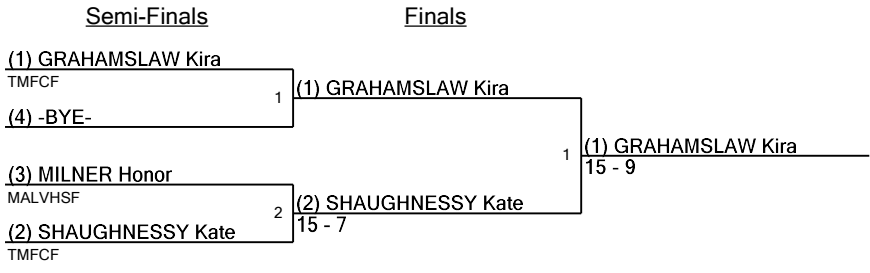 Semi-Finals Finals
(1) GRAHAMSLAW Kira
TMFCF
1 (1) GRAHAMSLAW Kira
(4) -BYE-
1 (1) GRAHAMSLAW Kira
15 - 9
(3) MILNER Honor
MALVHSF
2 (2) SHAUGHNESSY Kate
15 - 7
(2) SHAUGHNESSY Kate
TMFCF